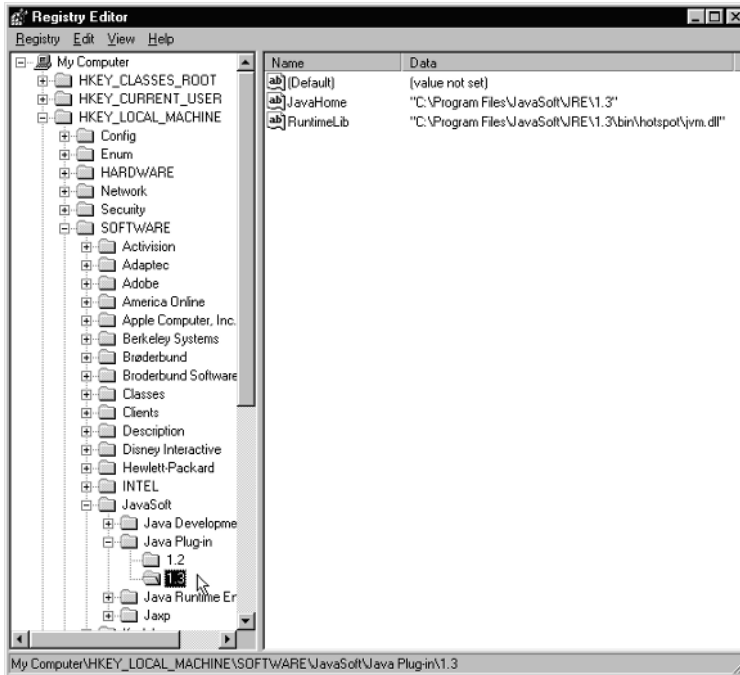 Registry Editor
Registry Edit View Help
My Computer
HKEY_CLASSES_ROOT
HKEY_CURRENT_USER
HKEY_LOCAL_MACHINE
Config
Enum
HARDWARE
Network
Security
SOFTWARE
Activision
Adaptec
Adobe
America Online
Apple Computer, Inc.
Berkeley Systems
Brøderbund
Broderbund Software
Classes
Clients
Description
Disney Interactive
Hewlett-Packard
INTEL
JavaSoft
Java Developme
Java Plug-in
1.2
1.3
Java Runtime Er
Jaxp
Name Data
ab (Default) (value not set)
ab JavaHome "C:\Program Files\JavaSoft\JRE\1.3"
ab RuntimeLib "C:\Program Files\JavaSoft\JRE\1.3\bin\hotspot\jvm.dll"
My Computer\HKEY_LOCAL_MACHINE\SOFTWARE\JavaSoft\Java Plug-in\1.3